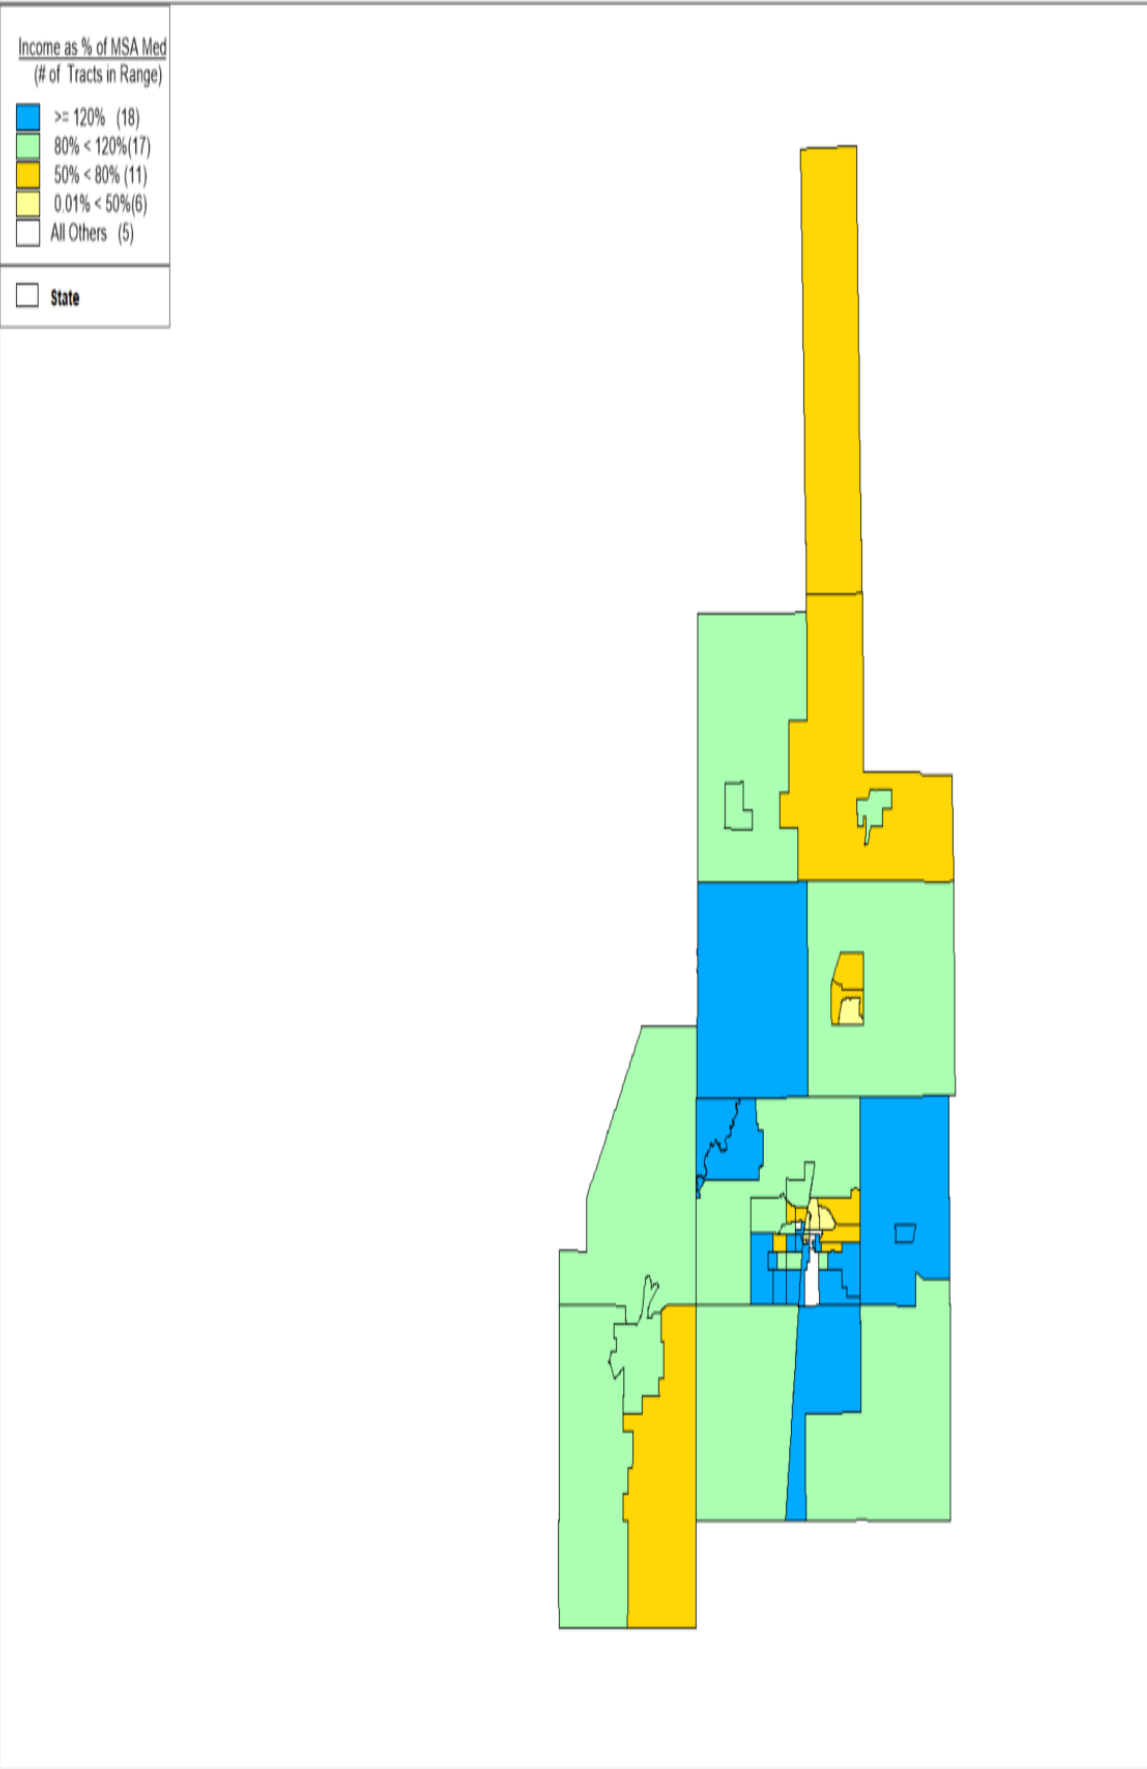 Income as % of MSA Med
(# of Tracts in Range)
>= 120% (18)
80% < 120%(17)
50% < 80% (11)
0.01% < 50%(6)
All Others (5)
State